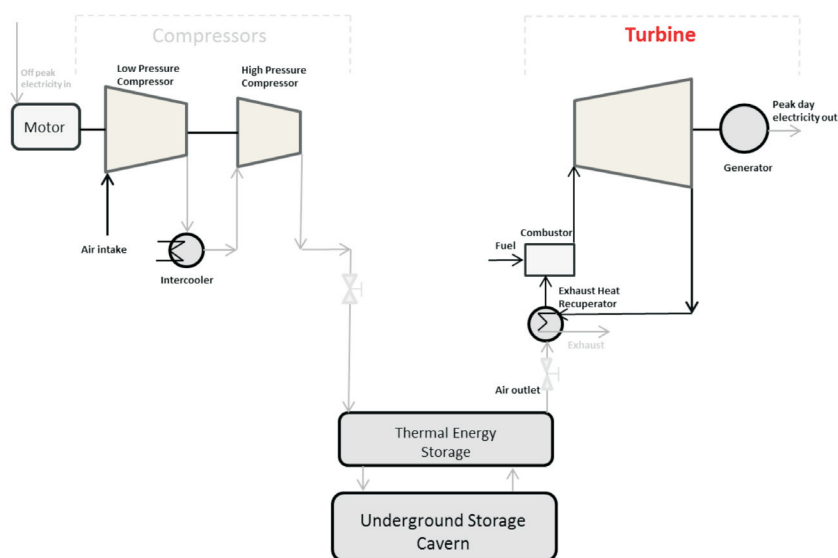 Compressors
Turbine
Off peak
electricity in
Low Pressure
Compressor
High Pressure
Compressor
Motor
Peak day
electricity out
Generator
Air intake
Intercooler
Combustor
Fuel
Exhaust Heat
Recuperator
Exhaust
Air outlet
Thermal Energy
Storage
Underground Storage
Cavern